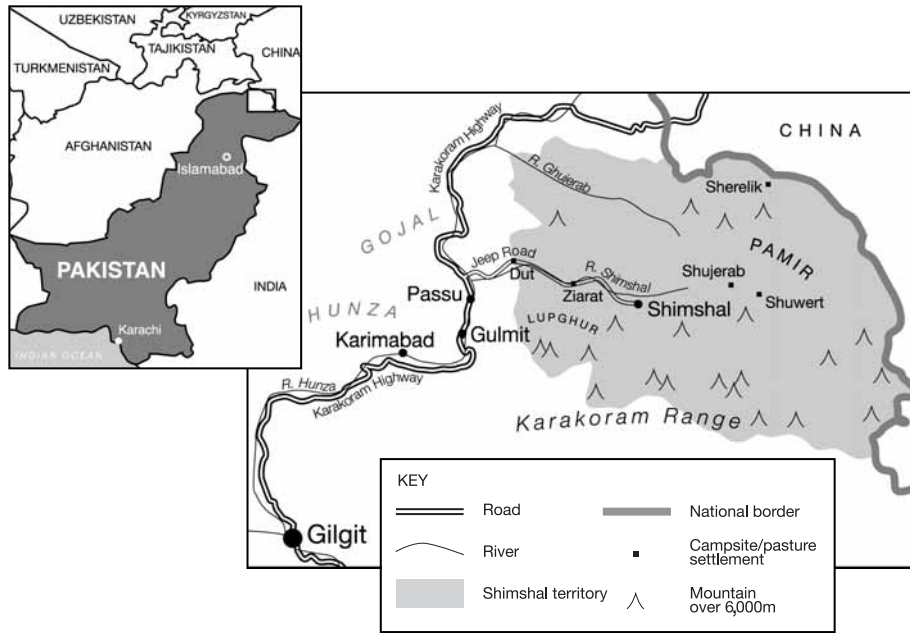 UZBEKISTAN
KYRGYZSTAN
TAJIKISTAN
CHINA
TURKMENISTAN
AFGHANISTAN
Islamabad
PAKISTAN
INDIA
Karachi
INDIAN OCEAN
CHINA
Karakoram Highway
R. Ghujerab
Sherelik
GOJAL
PAMIR
Jeep Road
Dut
R. Shimshal
Shujerab
Passu
Ziarat
Shimshal
Shuwert
HUNZA
LUPGHUR
Karimabad
Gulmit
R. Hunza
Karakoram Highway
Karakoram Range
Gilgit
KEY
Road
National border
River
Campsite/pasture
settlement
Shimshal territory
Mountain
over 6,000m